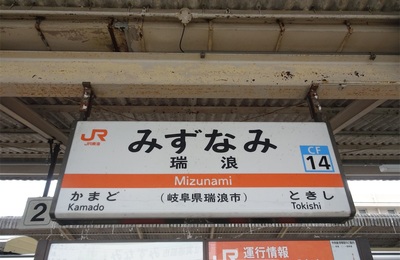 JR
JR東海
みずなみ
瑞浪
Mizunami
CF
14
かまど
Kamado
(岐阜県瑞浪市)
ときし
Tokishi
2
運行情報